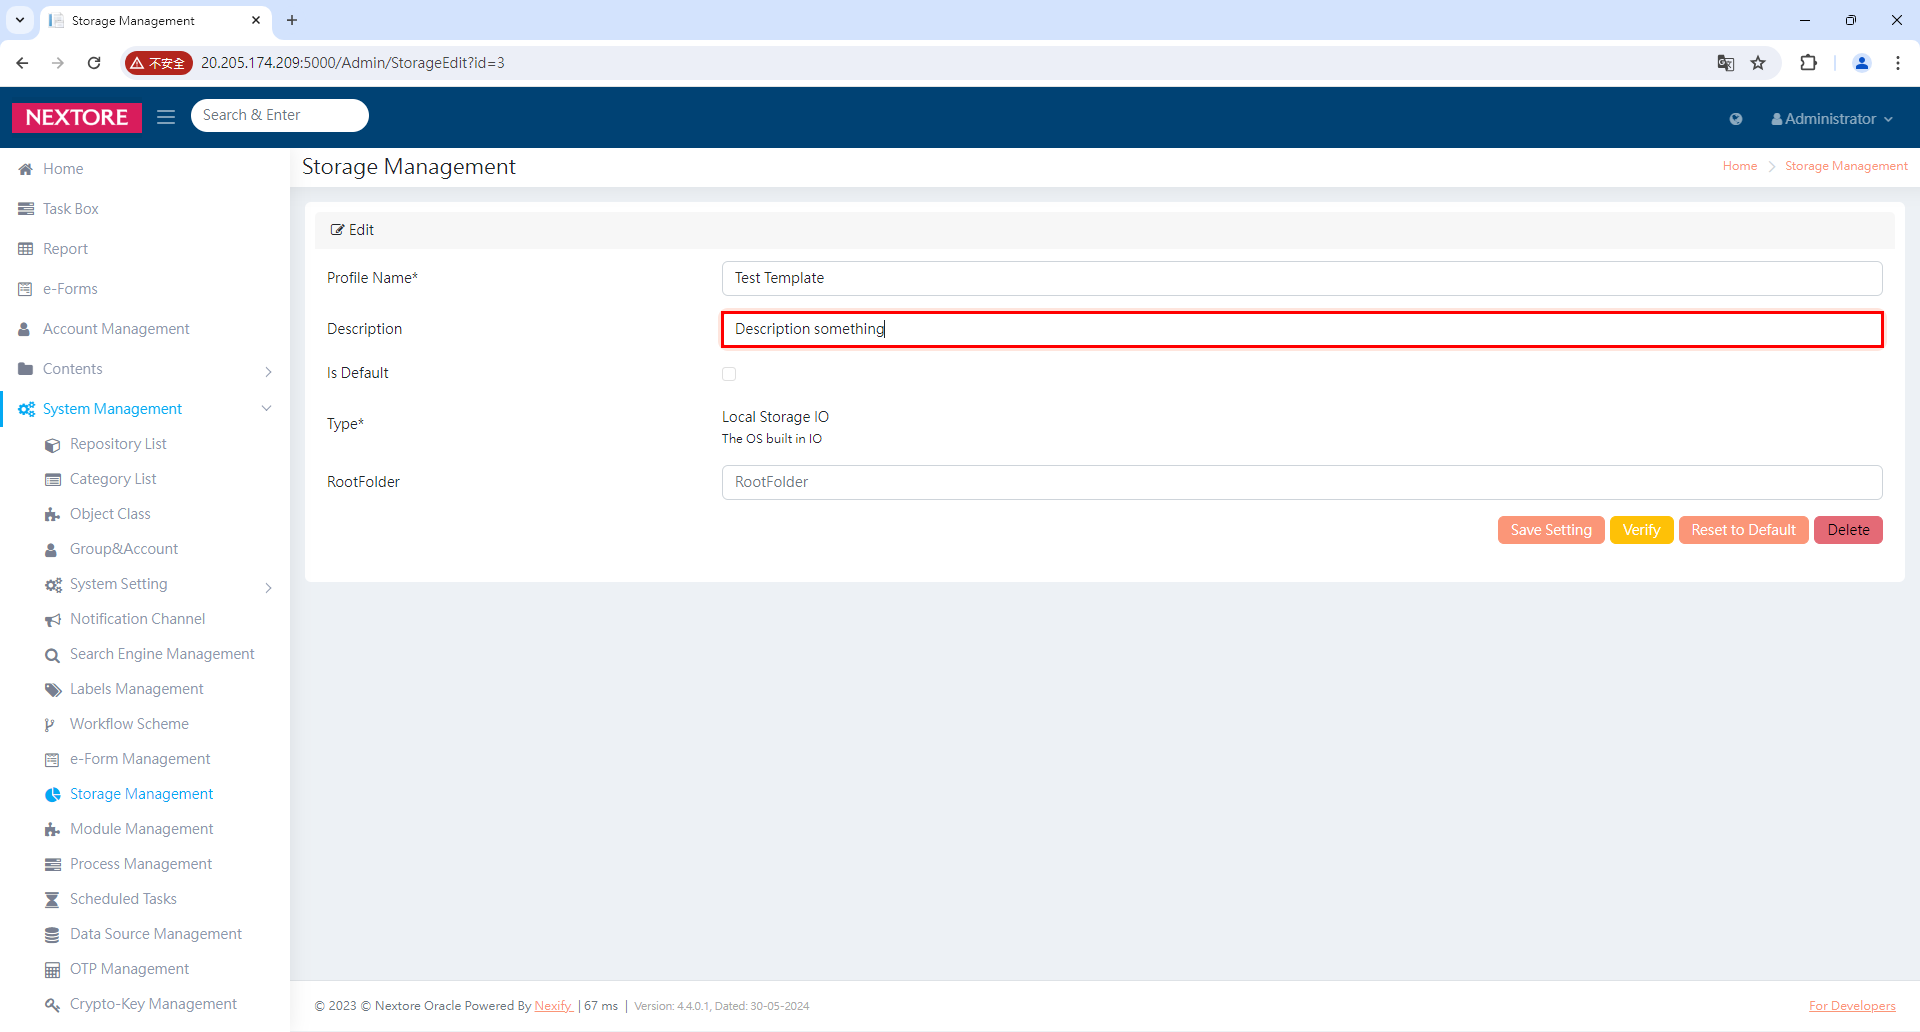 Storage Management
不安全
20.205.174.209:5000/Admin/StorageEdit?id=3
NEXTORE
Search & Enter
Administrator
Home
Task Box
Report
e-Forms
Account Management
Contents
System Management
Repository List
Category List
Object Class
Group&Account
System Setting
Notification Channel
Search Engine Management
Labels Management
Workflow Scheme
e-Form Management
Storage Management
Module Management
Process Management
Scheduled Tasks
Data Source Management
OTP Management
Crypto-Key Management
Storage Management
Home
Storage Management
Edit
Profile Name*
Test Template
Description
Description something
Is Default
Type*
Local Storage IO
The OS built in IO
RootFolder
RootFolder
Save Setting
Verify
Reset to Default
Delete
© 2023 © Nextore Oracle Powered By Nexify | 67 ms | Version: 4.4.0.1, Dated: 30-05-2024
For Developers